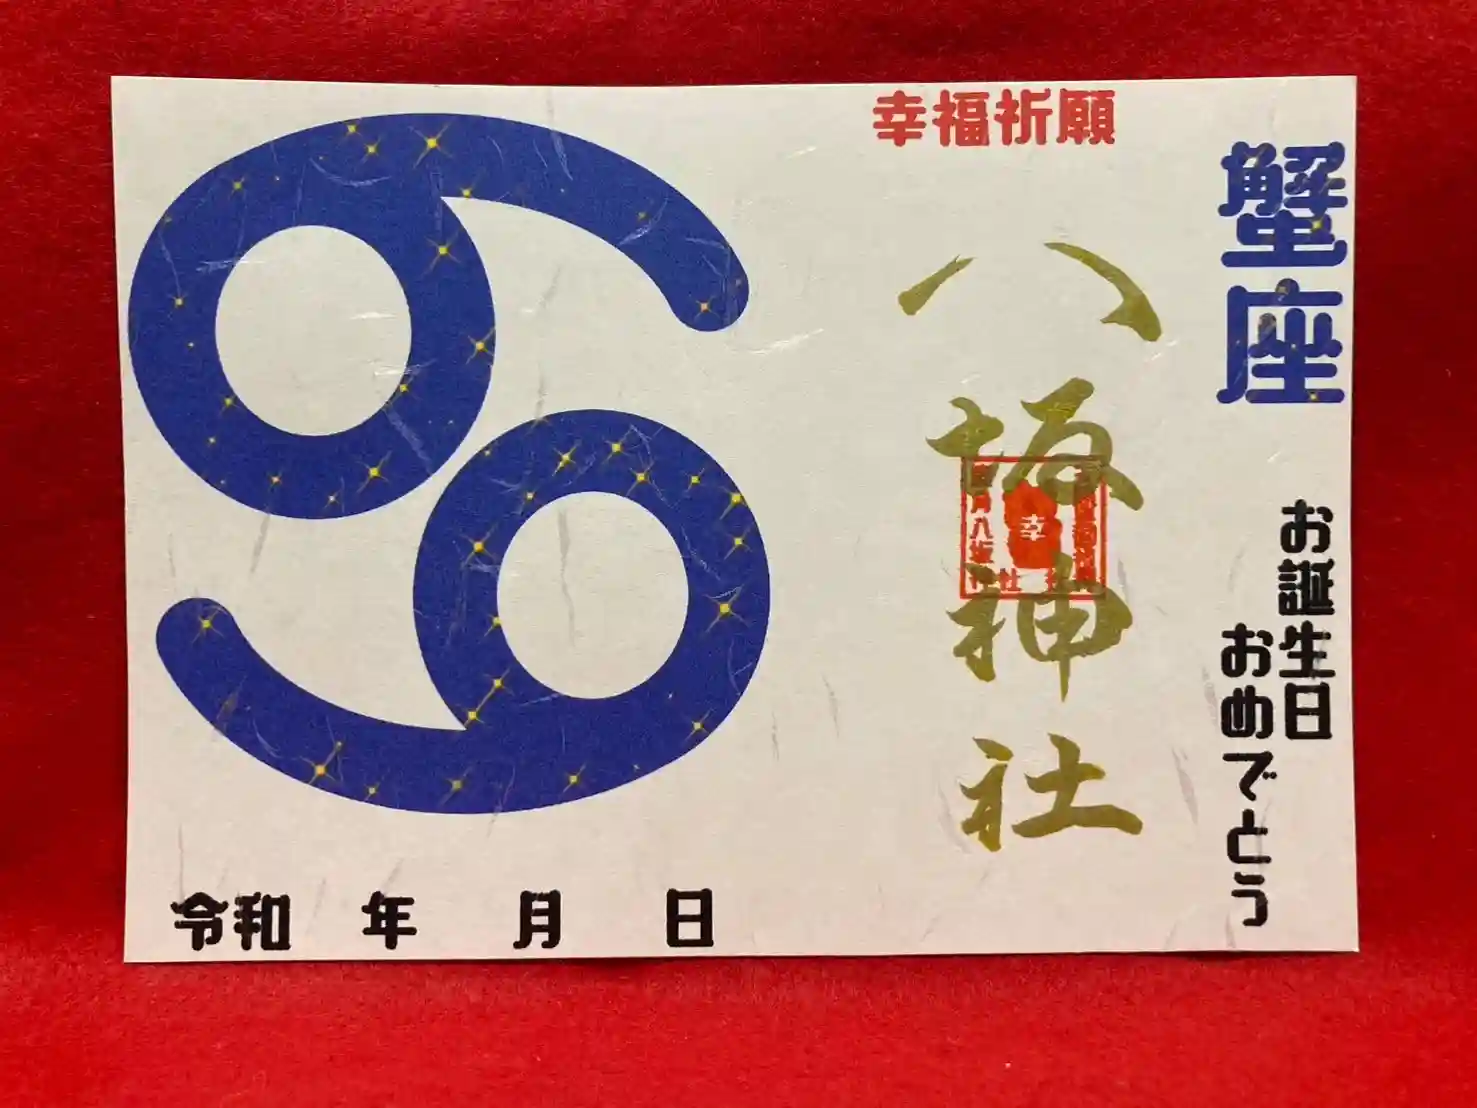 蟹座
お誕生日
おめでとう
幸福祈願
八坂神社
幸
令和 年 月 日